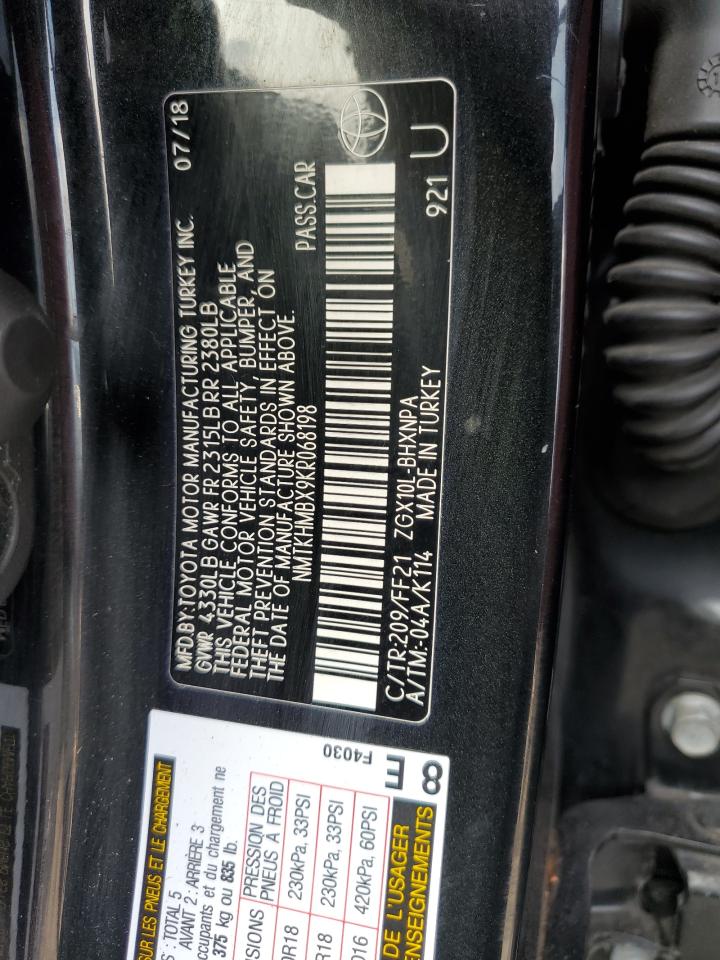 MFD.BY:TOYOTA MOTOR MANUFACTURING TURKEY INC. 07/18
GVWR 4330LB GAWR FR 2315LB RR 2380LB
THIS VEHICLE CONFORMS TO ALL APPLICABLE
FEDERAL MOTOR VEHICLE SAFETY, BUMPER, AND
THEFT PREVENTION STANDARDS IN EFFECT ON
THE DATE OF MANUFACTURE SHOWN ABOVE.
NMTKHMBX9KR068198 PASS.CAR
C/TR:209/FF21 ZGX10L-BHXNPA
A/TM:-04A/K114 MADE IN TURKEY 921 U
SUR LES PNEUS ET LE CHARGEMENT
: TOTAL 5
AVANT 2 : ARRIÈRE 3
ccupants et du chargement ne
375 kg ou 835 lb.
SIONS PRESSION DES
PNEUS A FROID
R18 230kPa, 33PSI
R18 230kPa, 33PSI
016 420kPa, 60PSI
DE L'USAGER
ENSEIGNEMENTS
F4030
E
8